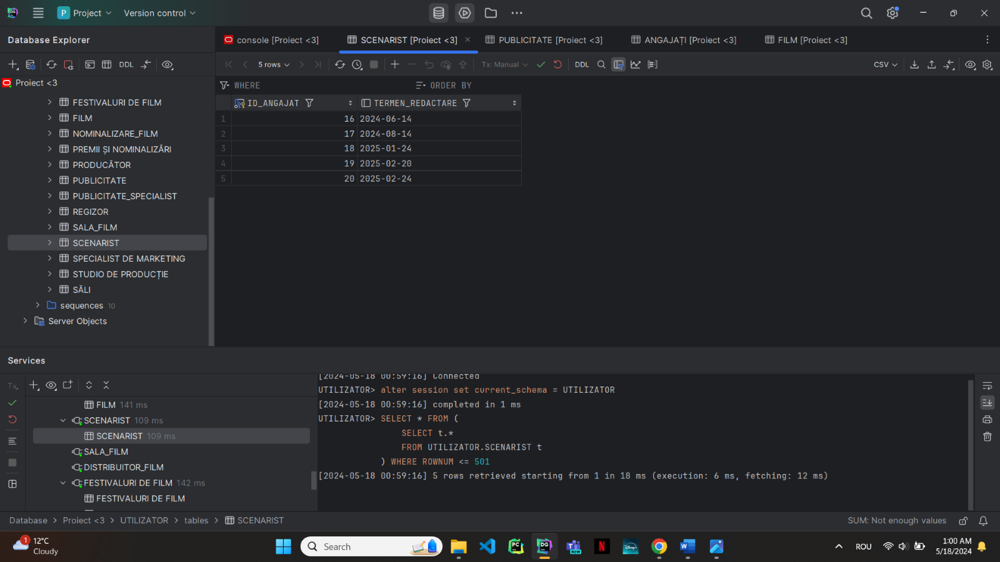 P Project
Version control
Database Explorer
console [Proiect <3]
SCENARIST [Proiect <3]
PUBLICITATE [Proiect <3]
ANGAJAȚI [Proiect <3]
FILM [Proiect <3]
DDL
5 rows
Tx: Manual
DDL
CSV
Proiect <3
WHERE
ORDER BY
FESTIVALURI DE FILM
FILM
NOMINALIZARE_FILM
PREMII ȘI NOMINALIZĂRI
PRODUCĂTOR
PUBLICITATE
PUBLICITATE_SPECIALIST
REGIZOR
SALA_FILM
SCENARIST
SPECIALIST DE MARKETING
STUDIO DE PRODUCȚIE
SĂLI
sequences 10
Server Objects
ID_ANGAJAT TERMEN_REDACTARE
1 16 2024-06-14
2 17 2024-08-14
3 18 2025-01-24
4 19 2025-02-20
5 20 2025-02-24
Services
Tx
FILM 141 ms
SCENARIST 109 ms
SCENARIST 109 ms
SALA_FILM
DISTRIBUITOR_FILM
FESTIVALURI DE FILM 142 ms
FESTIVALURI DE FILM
[2024-05-18 00:59:16] Connected
UTILIZATOR> alter session set current_schema = UTILIZATOR
[2024-05-18 00:59:16] completed in 1 ms
UTILIZATOR> SELECT * FROM (
SELECT t.*
FROM UTILIZATOR.SCENARIST t
) WHERE ROWNUM <= 501
[2024-05-18 00:59:16] 5 rows retrieved starting from 1 in 18 ms (execution: 6 ms, fetching: 12 ms)
Database > Proiect <3 > UTILIZATOR > tables > SCENARIST
SUM: Not enough values
1
12°C
Cloudy
Search
PC
DG
NEW
N
Disney+
W
ROU
1:00 AM
5/18/2024